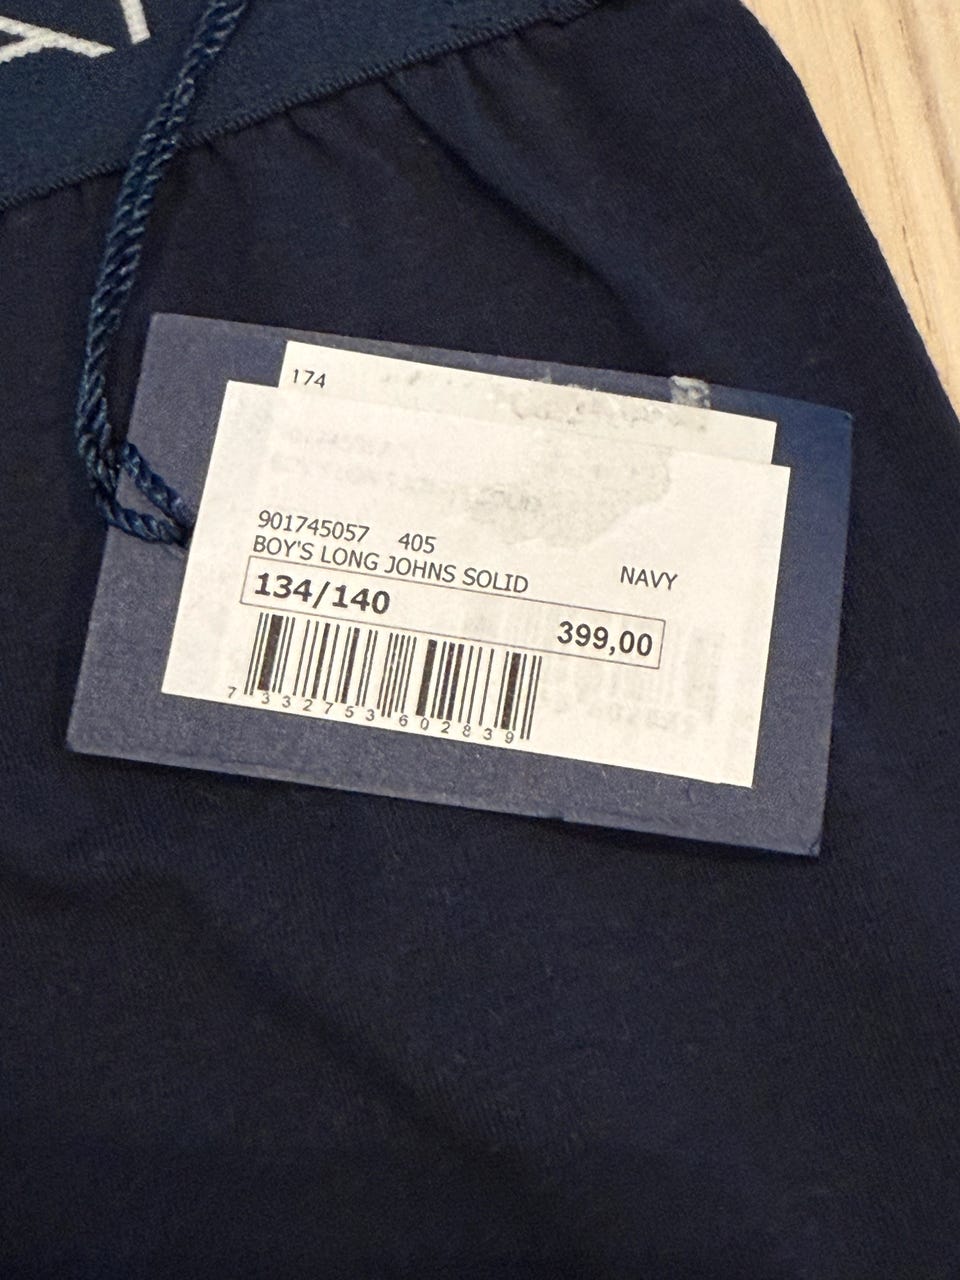 174
901745057 405
BOY'S LONG JOHNS SOLID NAVY
134/140 399,00
7 332753 602839